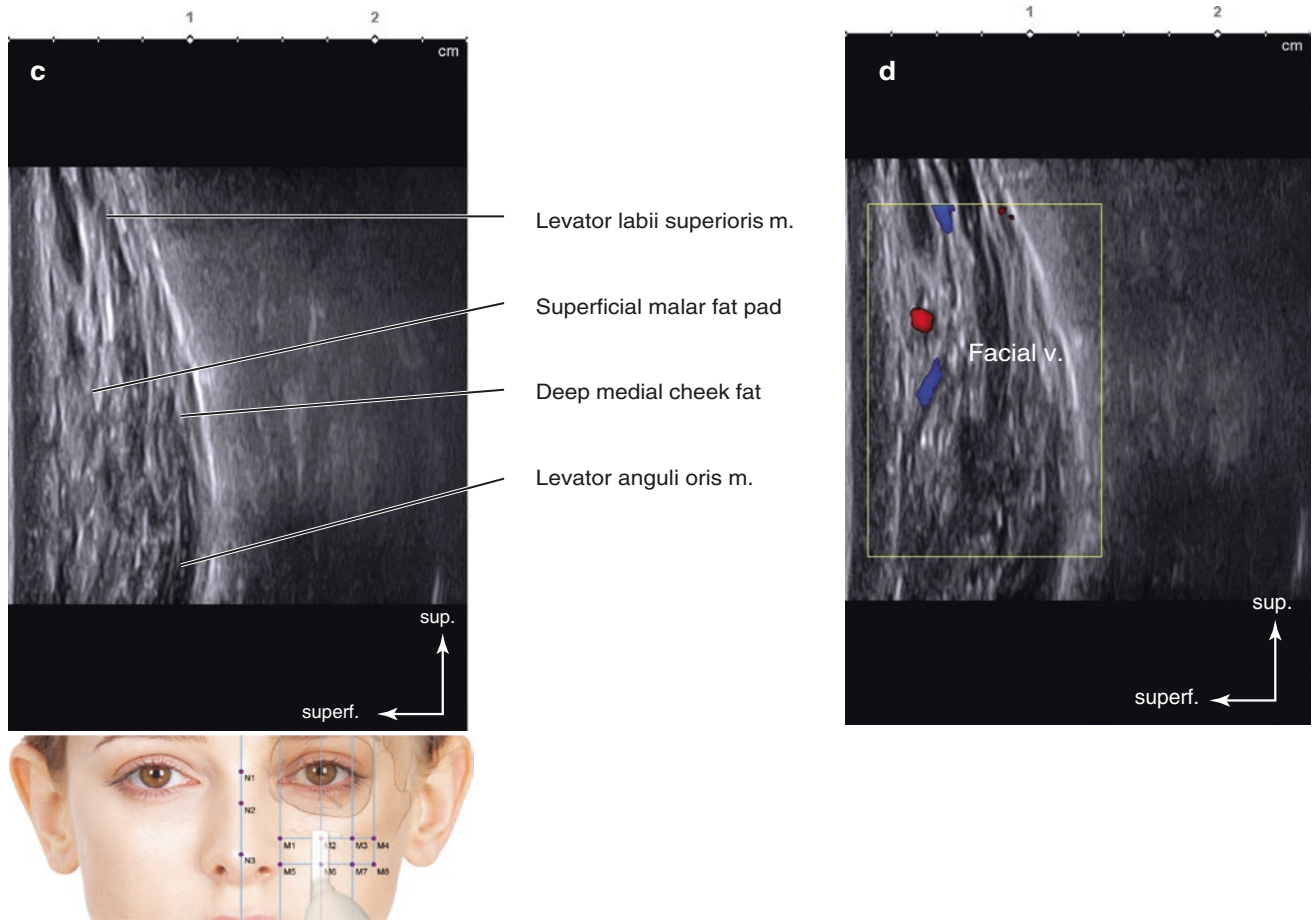 1 2
cm
c
Levator labii superioris m.
Superficial malar fat pad
Deep medial cheek fat
Levator anguli oris m.
sup.
superf.
1 2
cm
d
Facial v.
sup.
superf.
N1
N2
N3
M1 M2 M3 M4
M5 M6 M7 M8